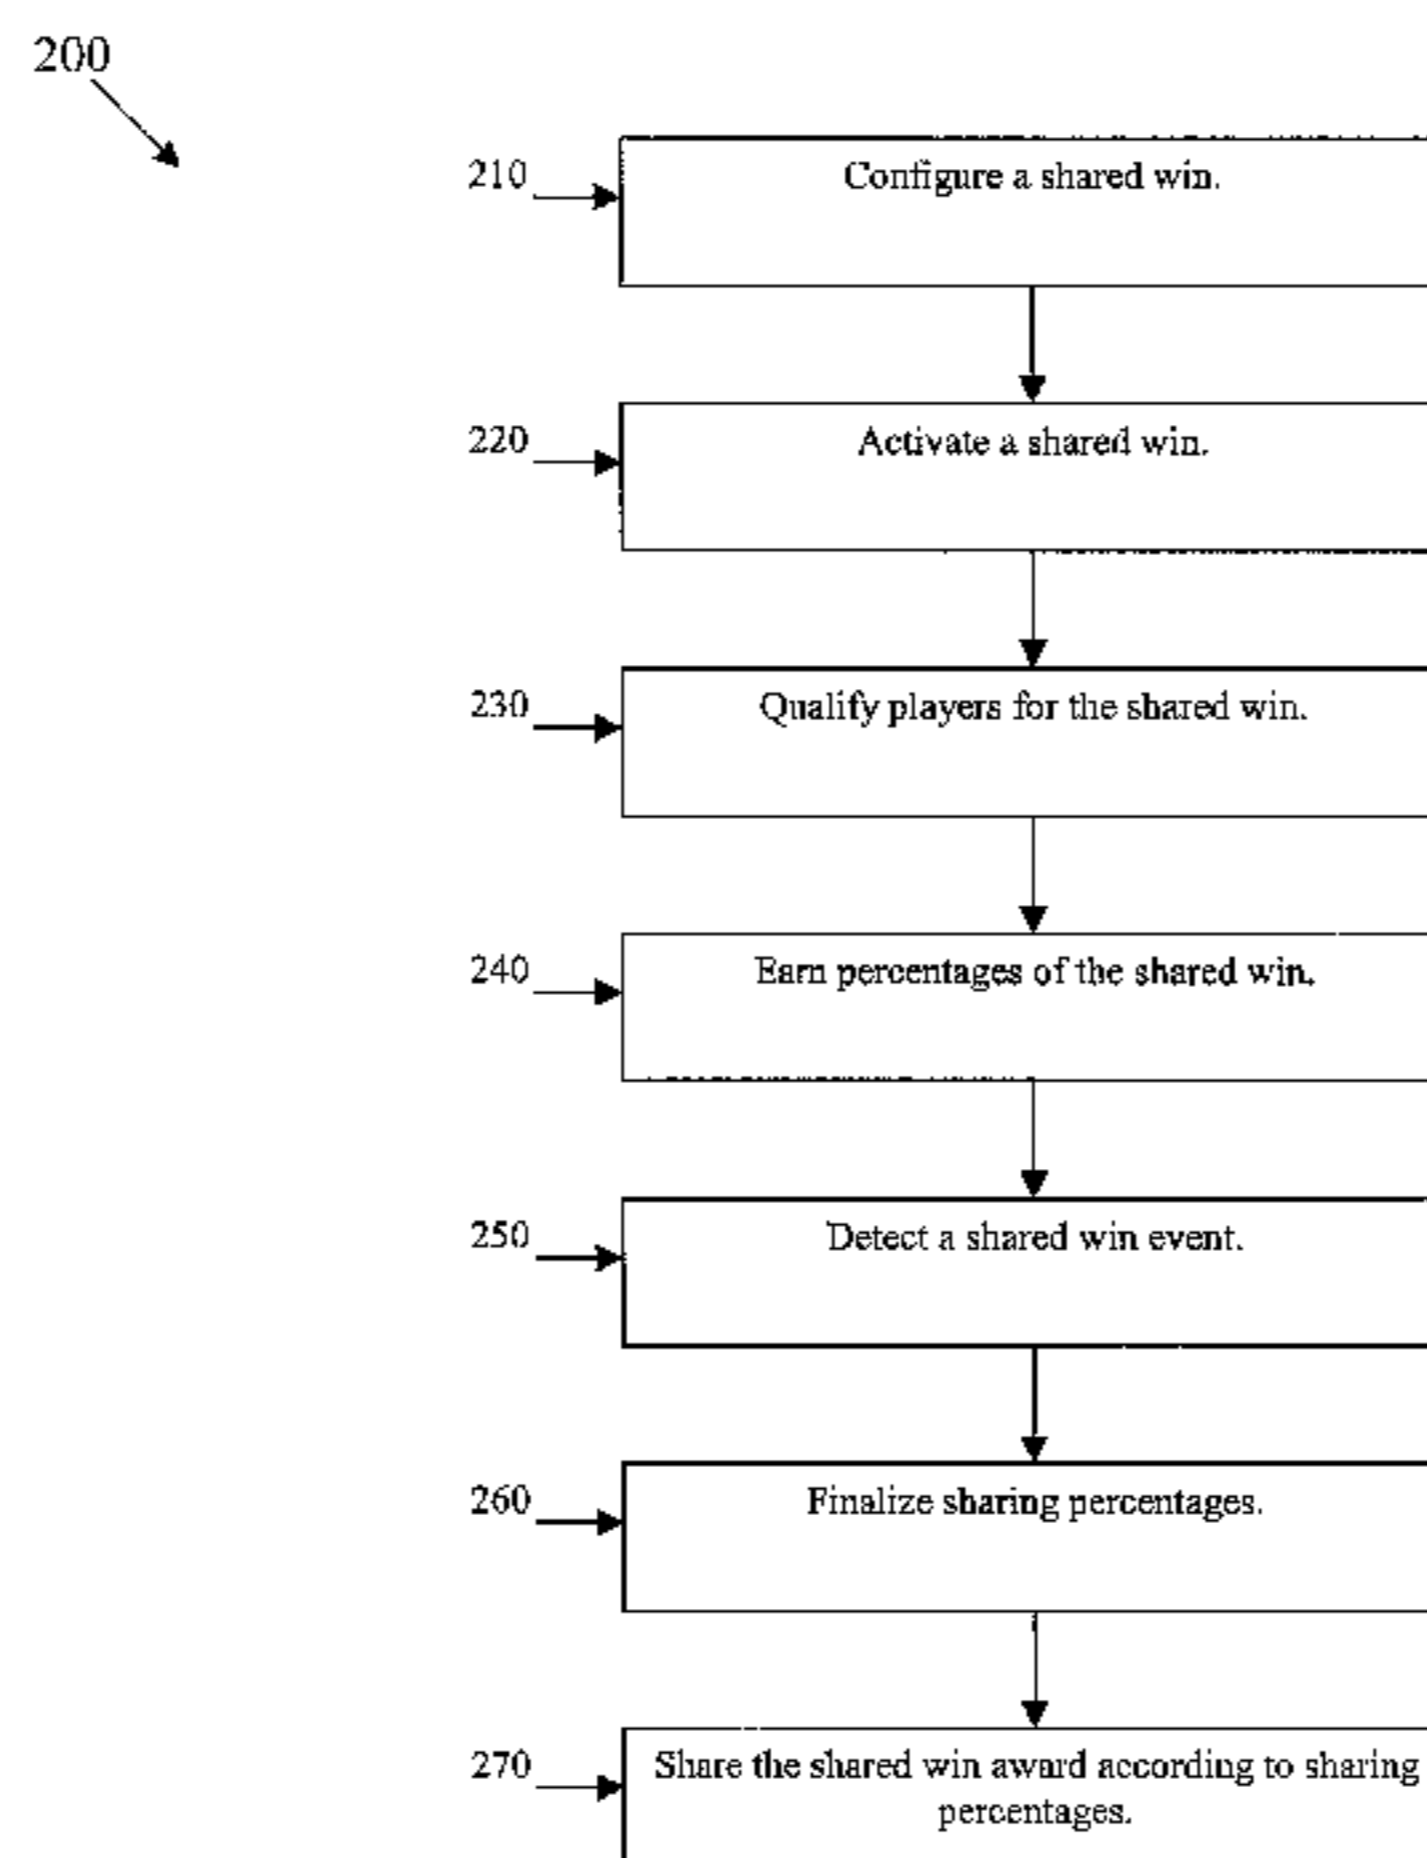 200
210
Configure a shared win.
220
Activate a shared win.
230
Qualify players for the shared win.
240
Earn percentages of the shared win.
250
Detect a shared win event.
260
Finalize sharing percentages.
270
Share the shared win award according to sharing
percentages.